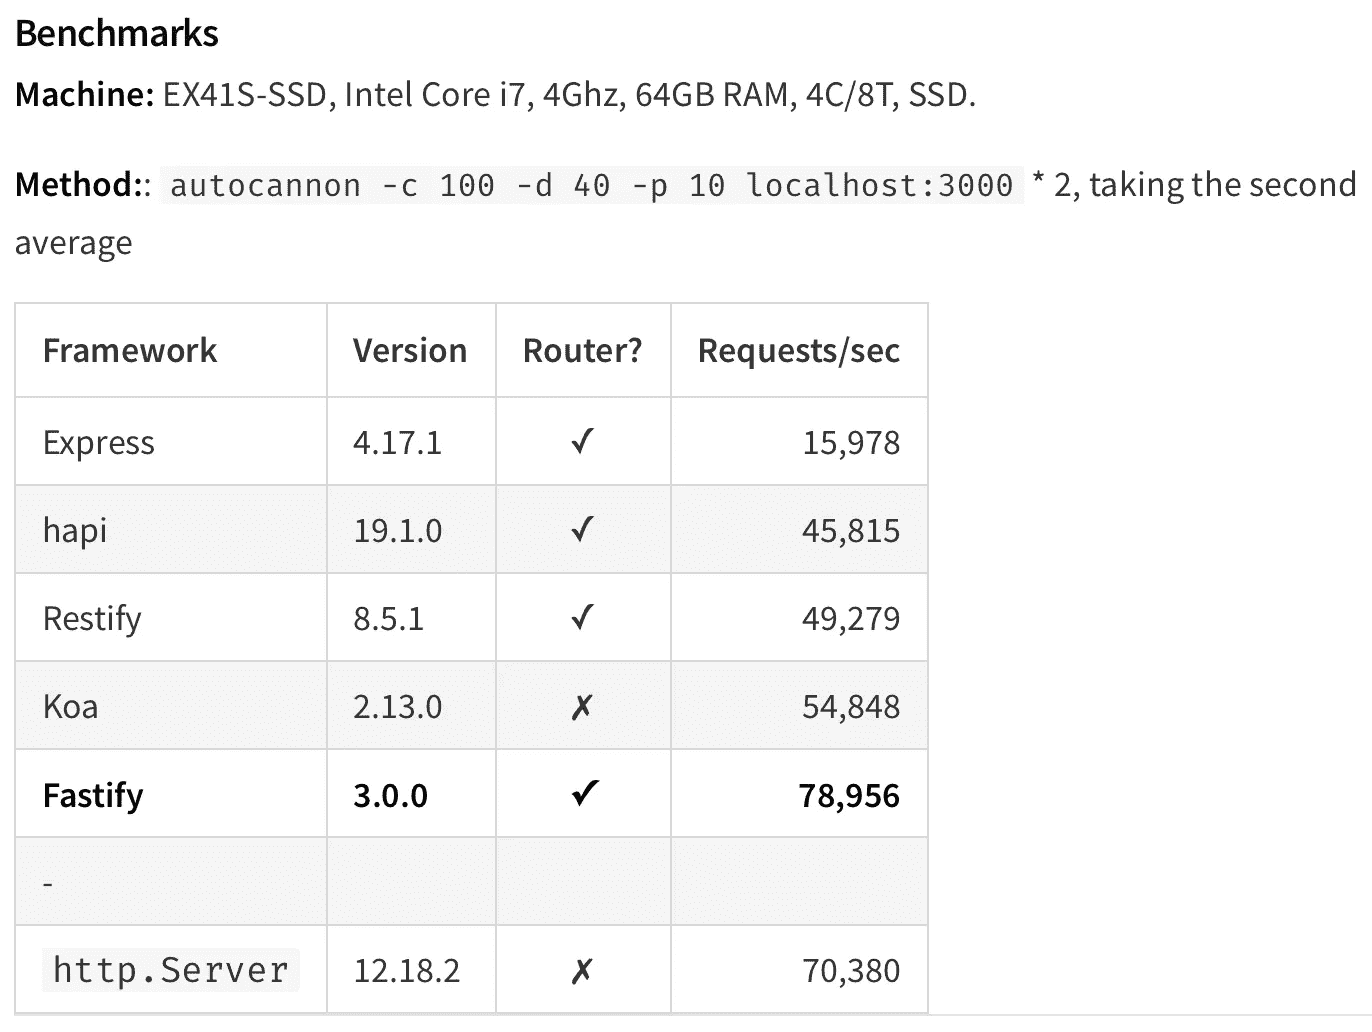 Benchmarks
Machine: EX41S-SSD, Intel Core i7, 4Ghz, 64GB RAM, 4C/8T, SSD.
Method:: autocannon -c 100 -d 40 -p 10 localhost:3000 * 2, taking the second
average
Framework Version Router? Requests/sec
Express 4.17.1 ✓ 15,978
hapi 19.1.0 ✓ 45,815
Restify 8.5.1 ✓ 49,279
Koa 2.13.0 ✗ 54,848
Fastify 3.0.0 ✓ 78,956
-
http.Server 12.18.2 ✗ 70,380